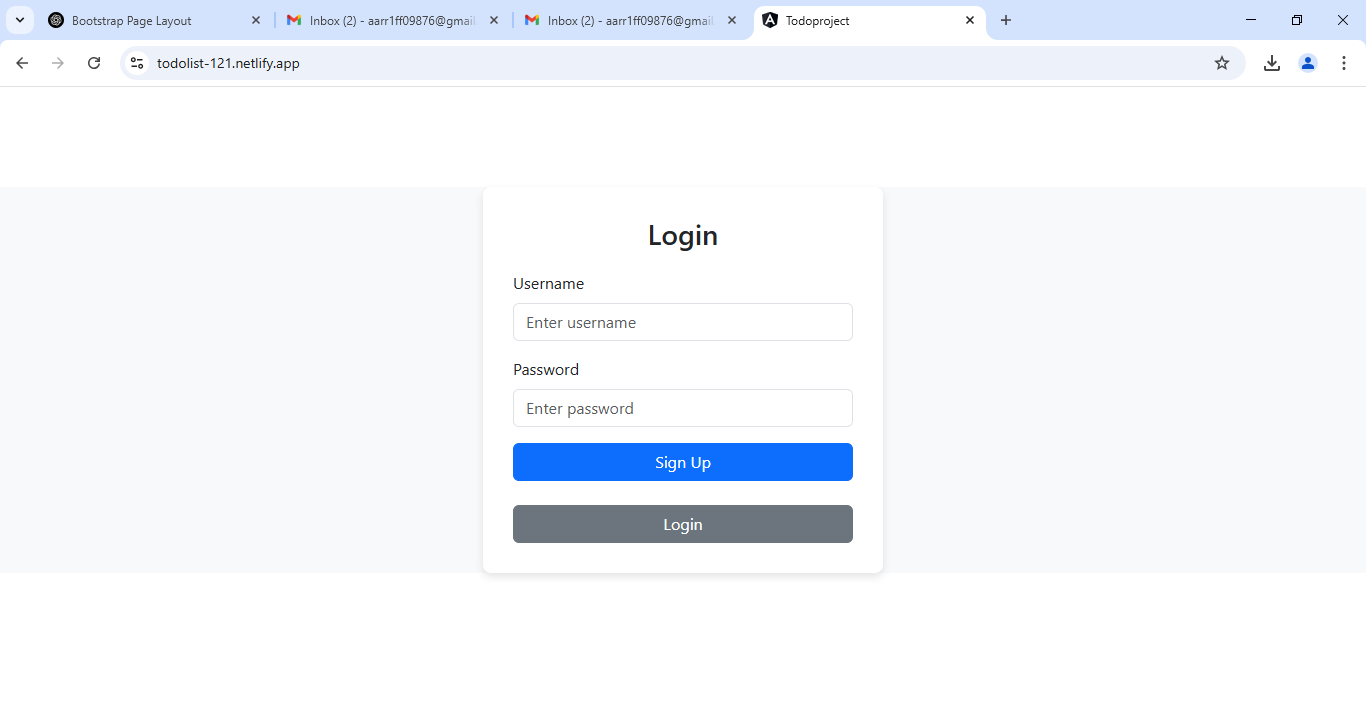 Bootstrap Page Layout
Inbox (2) - aarr1ff09876@gmail
Inbox (2) - aarr1ff09876@gmail
Todoproject
todolist-121.netlify.app
Login
Username
Enter username
Password
Enter password
Sign Up
Login